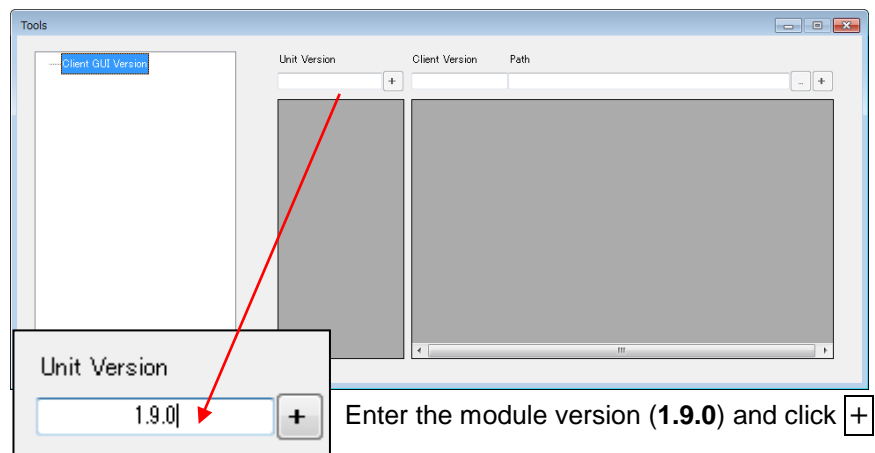 Tools
Client GUI Version
Unit Version Client Version Path
+ ... +
Unit Version
1.9.0 +
Enter the module version (1.9.0) and click +